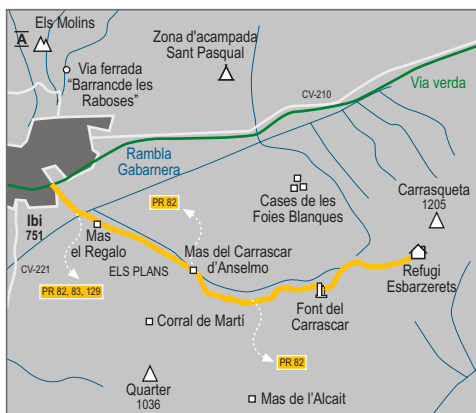 Els Molins
A
Via ferrada
"Barrancde les
Raboses"
Zona d'acampada
Sant Pasqual
CV-210
Via verda
Rambla
Gabarnera
PR 82
Cases de les
Foies Blanques
Carrasqueta
1205
Ibi
751
Mas
el Regalo
CV-221
ELS PLANS
Mas del Carrascar
d'Anselmo
Refugi
Esbarzerets
PR 82, 83, 129
Font del
Carrascar
Corral de Martí
PR 82
Quarter
1036
Mas de l'Alcait